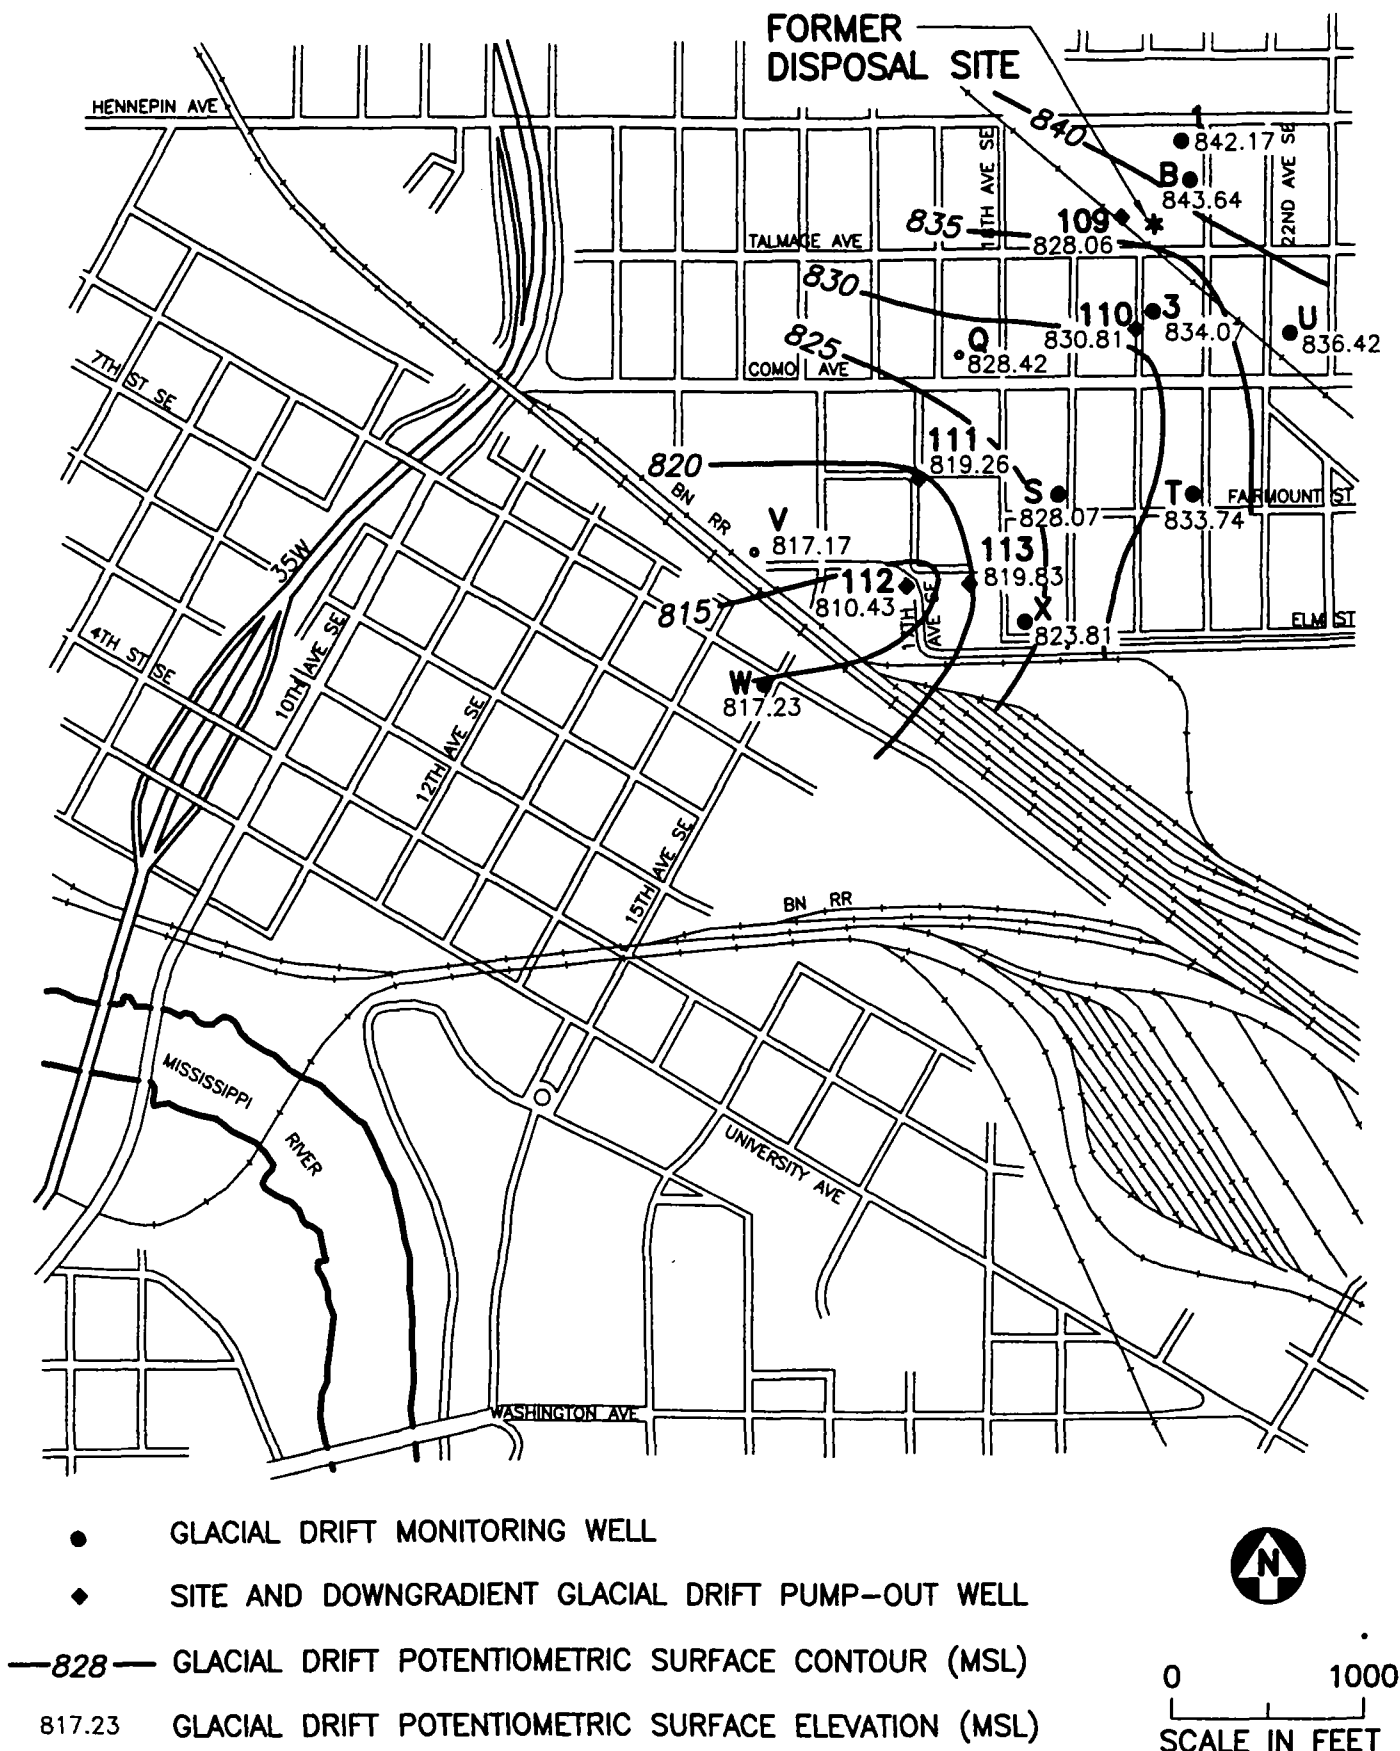 FORMER
DISPOSAL SITE
HENNEPIN AVE
840
1
842.17
B
843.64
22ND AVE SE
835
109
828.06
TALMAGE AVE
830
110
830.81
3
834.07
U
836.42
825
Q
828.42
COMO AVE
7TH ST SE
111
819.26
820
BN RR
S
828.07
T
833.74
FAIRMOUNT ST
V
817.17
113
819.83
35W
112
810.43
815
17TH
AVE SE
X
823.81
ELM ST
4TH ST SE
10TH AVE SE
W
817.23
12TH AVE SE
15TH AVE SE
BN RR
MISSISSIPPI
RIVER
UNIVERSITY AVE
WASHINGTON AVE
GLACIAL DRIFT MONITORING WELL
SITE AND DOWNGRADIENT GLACIAL DRIFT PUMP-OUT WELL
828 GLACIAL DRIFT POTENTIOMETRIC SURFACE CONTOUR (MSL)
817.23 GLACIAL DRIFT POTENTIOMETRIC SURFACE ELEVATION (MSL)
N
0 1000
SCALE IN FEET